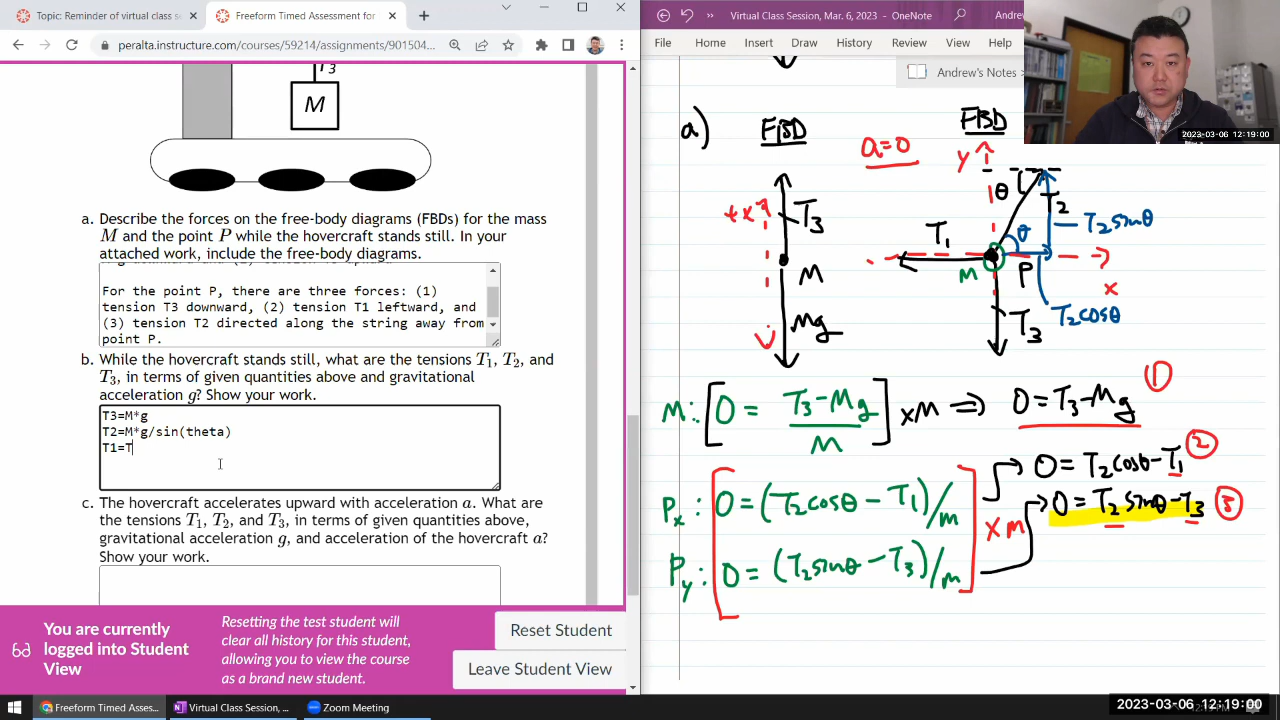 Topic: Reminder of virtual class s
Freeform Timed Assessment for
peralta.instructure.com/courses/59214/assignments/901504...
T3
M
a. Describe the forces on the free-body diagrams (FBDs) for the mass
M and the point P while the hovercraft stands still. In your
attached work, include the free-body diagrams.
For the point P, there are three forces: (1)
tension T3 downward, (2) tension T1 leftward, and
(3) tension T2 directed along the string away from
point P.
b. While the hovercraft stands still, what are the tensions T₁, T₂, and
T₃, in terms of given quantities above and gravitational
acceleration g? Show your work.
T3=M*g
T2=M*g/sin(theta)
T1=T
c. The hovercraft accelerates upward with acceleration a. What are
the tensions T₁, T₂, and T₃, in terms of given quantities above,
gravitational acceleration g, and acceleration of the hovercraft a?
Show your work.
You are currently
logged into Student
View
Resetting the test student will
clear all history for this student,
allowing you to view the course
as a brand new student.
Reset Student
Leave Student View
Virtual Class Session, Mar. 6, 2023 - OneNote
Andrew
File Home Insert Draw History Review View Help
Andrew's Notes >
2023-03-06 12:19:00
a)
FBD
a=0
FBD
y
+x?
T₃
M
Mg
T₁
θ
T₂
θ
T₂sinθ
M
P
x
T₂cosθ
T₃
M: [0 = T₃-Mg / M] xM ⇒ 0 = T₃-Mg ①
Px: 0 = (T₂cosθ - T₁)/m
0 = T₂cosθ-T₁ ②
Py: 0 = (T₂sinθ - T₃)/m
x m
0 = T₂ sinθ-T₃ ③
Freeform Timed Asses...
Virtual Class Session, ...
Zoom Meeting
2023-03-06 12:19:00